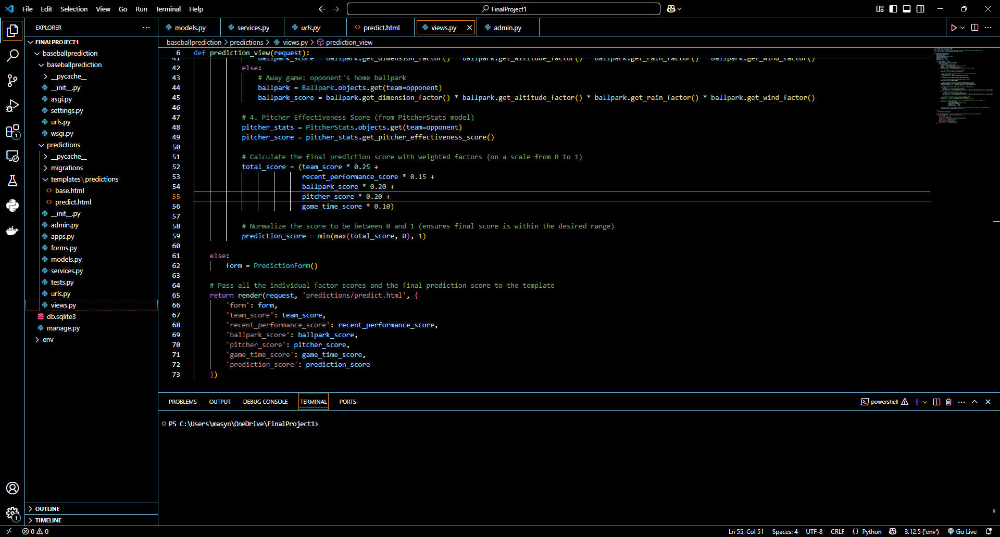 File Edit Selection View Go Run Terminal Help
FinalProject1
EXPLORER
FINALPROJECT1
baseballprediction
baseballprediction
__pycache__
__init__.py
asgi.py
settings.py
urls.py
wsgi.py
predictions
__pycache__
migrations
templates\predictions
base.html
predict.html
__init__.py
admin.py
apps.py
forms.py
models.py
services.py
tests.py
urls.py
views.py
db.sqlite3
manage.py
env
OUTLINE
TIMELINE
models.py services.py urls.py predict.html views.py admin.py
baseballprediction > predictions > views.py > prediction_view
6 def prediction_view(request):
41 ballpark_score = ballpark.get_dimension_factor() * ballpark.get_altitude_factor() * ballpark.get_rain_factor() * ballpark.get_wind_factor()
42 else:
43 # Away game: opponent's home ballpark
44 ballpark = Ballpark.objects.get(team=opponent)
45 ballpark_score = ballpark.get_dimension_factor() * ballpark.get_altitude_factor() * ballpark.get_rain_factor() * ballpark.get_wind_factor()
46
47 # 4. Pitcher Effectiveness Score (from PitcherStats model)
48 pitcher_stats = PitcherStats.objects.get(team=opponent)
49 pitcher_score = pitcher_stats.get_pitcher_effectiveness_score()
50
51 # Calculate the final prediction score with weighted factors (on a scale from 0 to 1)
52 total_score = (team_score * 0.25 +
53 recent_performance_score * 0.15 +
54 ballpark_score * 0.20 +
55 pitcher_score * 0.20 +
56 game_time_score * 0.10)
57
58 # Normalize the score to be between 0 and 1 (ensures final score is within the desired range)
59 prediction_score = min(max(total_score, 0), 1)
60
61 else:
62 form = PredictionForm()
63
64 # Pass all the individual factor scores and the final prediction score to the template
65 return render(request, 'predictions/predict.html', {
66 'form': form,
67 'team_score': team_score,
68 'recent_performance_score': recent_performance_score,
69 'ballpark_score': ballpark_score,
70 'pitcher_score': pitcher_score,
71 'game_time_score': game_time_score,
72 'prediction_score': prediction_score
73 })
PROBLEMS OUTPUT DEBUG CONSOLE TERMINAL PORTS
powershell
PS C:\Users\masyn\OneDrive\FinalProject1>
1
1
0 0
Ln 55, Col 51 Spaces: 4 UTF-8 CRLF {} Python 3.12.5 ('env') Go Live